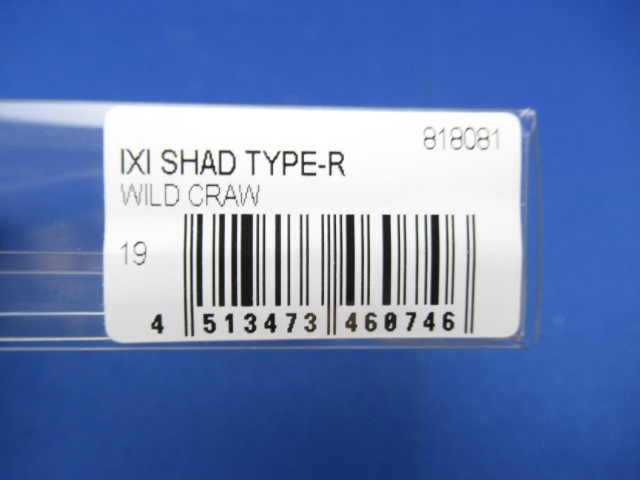 818081
IXI SHAD TYPE-R
WILD CRAW
19
4 513473 460746